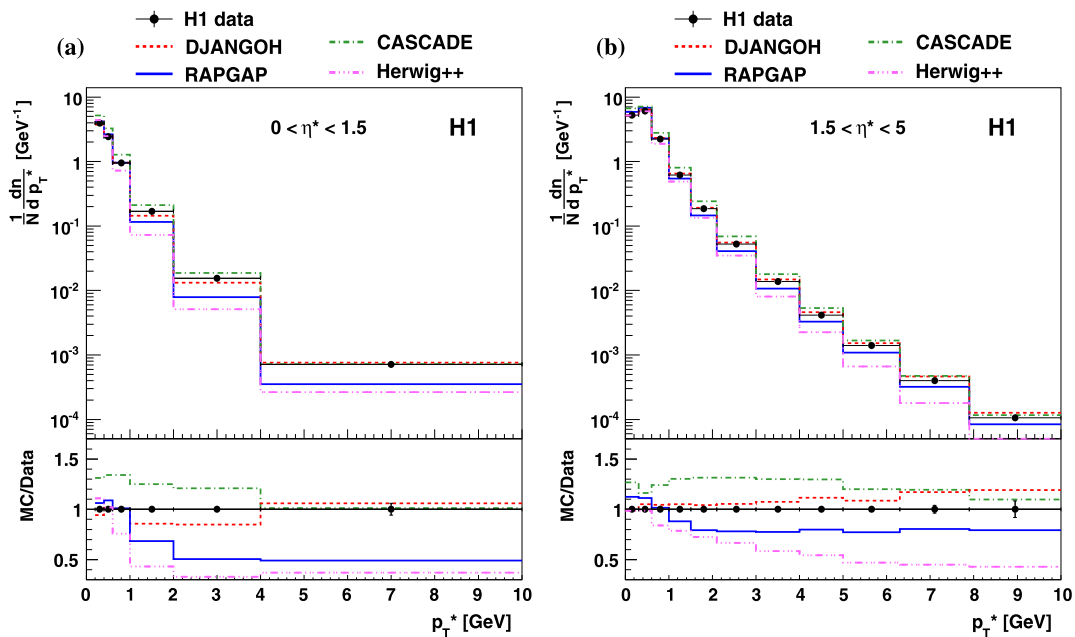 (a)
H1 data
DJANGOH
CASCADE
RAPGAP
Herwig++
1/N dn/d p_T* [GeV⁻¹]
0 < η* < 1.5
H1
10
1
10⁻¹
10⁻²
10⁻³
10⁻⁴
MC/Data
1.5
1
0.5
0 1 2 3 4 5 6 7 8 9 10
p_T* [GeV]
(b)
H1 data
DJANGOH
CASCADE
RAPGAP
Herwig++
1/N dn/d p_T* [GeV⁻¹]
1.5 < η* < 5
H1
10
1
10⁻¹
10⁻²
10⁻³
10⁻⁴
MC/Data
1.5
1
0.5
0 1 2 3 4 5 6 7 8 9 10
p_T* [GeV]